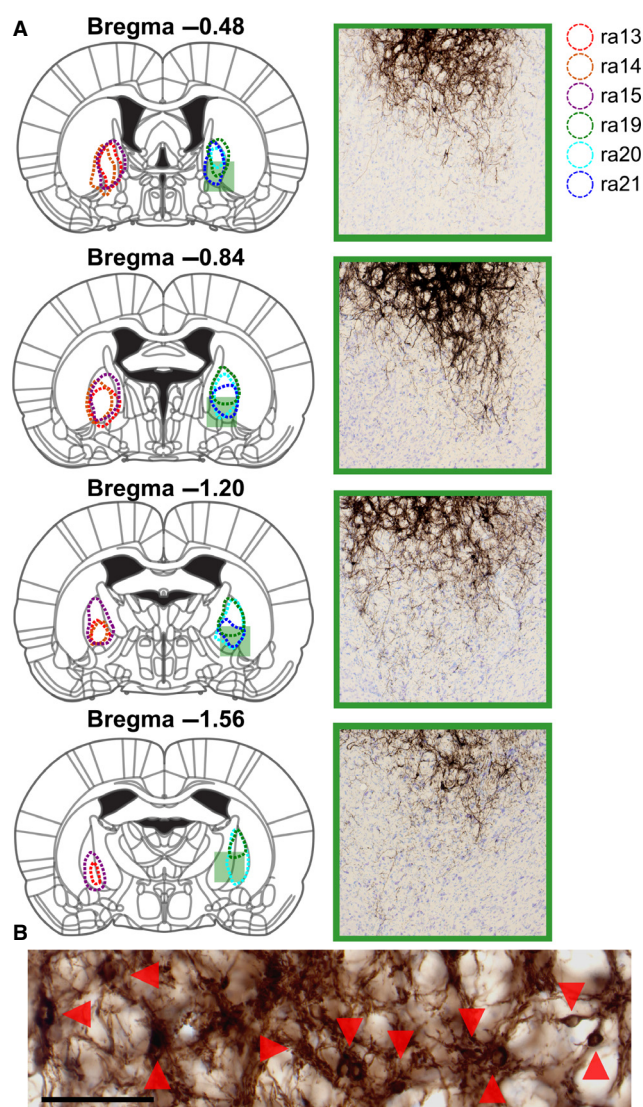 A
Bregma –0.48
ra13
ra14
ra15
ra19
ra20
ra21
Bregma –0.84
Bregma –1.20
Bregma –1.56
B